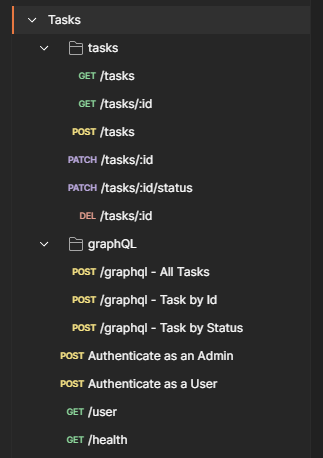 Tasks
tasks
GET /tasks
GET /tasks/:id
POST /tasks
PATCH /tasks/:id
PATCH /tasks/:id/status
DEL /tasks/:id
graphQL
POST /graphql - All Tasks
POST /graphql - Task by Id
POST /graphql - Task by Status
POST Authenticate as an Admin
POST Authenticate as a User
GET /user
GET /health